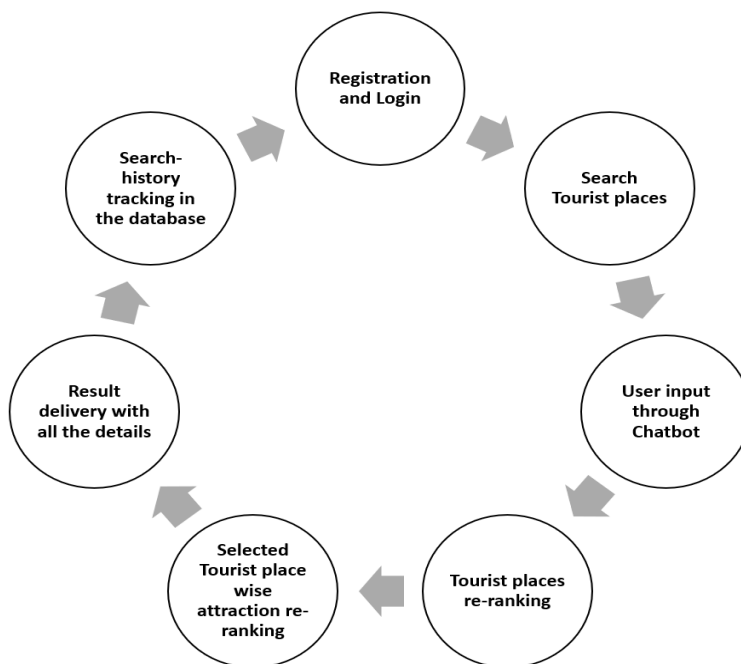 Registration
and Login
Search
Tourist places
User input
through
Chatbot
Tourist places
re-ranking
Selected
Tourist place
wise
attraction re-
ranking
Result
delivery with
all the details
Search-
history
tracking in
the database